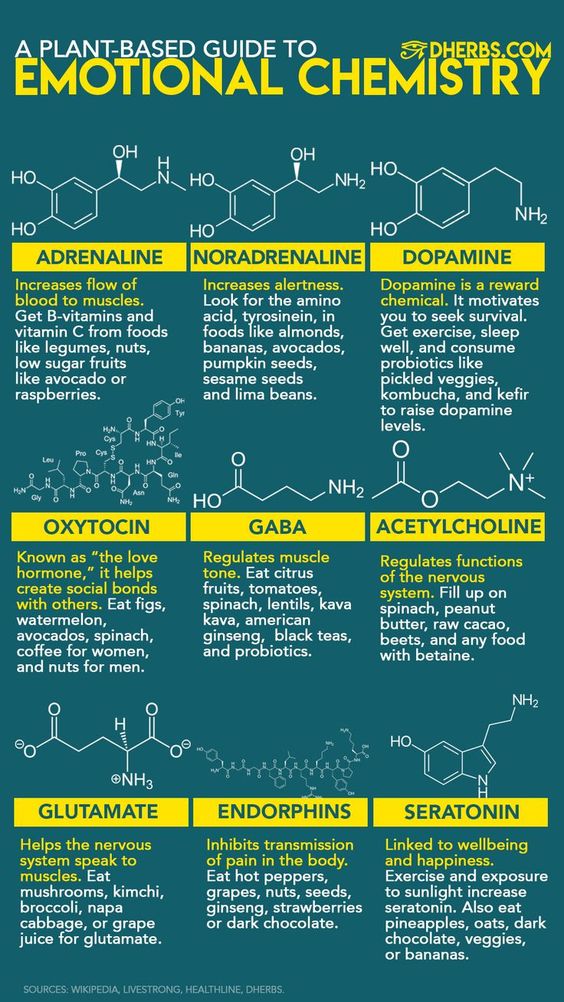 A PLANT-BASED GUIDE TO
DHERBS.COM
EMOTIONAL CHEMISTRY
HO
HO
OH
H
N
HO
HO
OH
NH2
HO
HO
NH2
ADRENALINE
Increases flow of
blood to muscles.
Get B-vitamins and
vitamin C from foods
like legumes, nuts,
low sugar fruits
like avocado or
raspberries.
NORADRENALINE
Increases alertness.
Look for the amino
acid, tyrosinein, in
foods like almonds,
bananas, avocados,
pumpkin seeds,
sesame seeds
and lima beans.
DOPAMINE
Dopamine is a reward
chemical. It motivates
you to seek survival.
Get exercise, sleep
well, and consume
probiotics like
pickled veggies,
kombucha, and kefir
to raise dopamine
levels.
OH
Tyr
H2N
Cys
S
S
Cys
Pro
Leu
Ile
Gln
Asn
Gly
H2N
NH2
NH2
O
HO
NH2
O
O
N+
OXYTOCIN
Known as “the love
hormone,” it helps
create social bonds
with others. Eat figs,
watermelon,
avocados, spinach,
coffee for women,
and nuts for men.
GABA
Regulates muscle
tone. Eat citrus
fruits, tomatoes,
spinach, lentils, kava
kava, american
ginseng, black teas,
and probiotics.
ACETYLCHOLINE
Regulates functions
of the nervous
system. Fill up on
spinach, peanut
butter, raw cacao,
beets, and any food
with betaine.
O
O
⊖O
H
O⊖
⊕NH3
HO
NH2
N
H
GLUTAMATE
Helps the nervous
system speak to
muscles. Eat
mushrooms, kimchi,
broccoli, napa
cabbage, or grape
juice for glutamate.
ENDORPHINS
Inhibits transmission
of pain in the body.
Eat hot peppers,
grapes, nuts, seeds,
ginseng, strawberries
or dark chocolate.
SERATONIN
Linked to wellbeing
and happiness.
Exercise and exposure
to sunlight increase
seratonin. Also eat
pineapples, oats, dark
chocolate, veggies,
or bananas.
SOURCES: WIKIPEDIA, LIVESTRONG, HEALTHLINE, DHERBS.